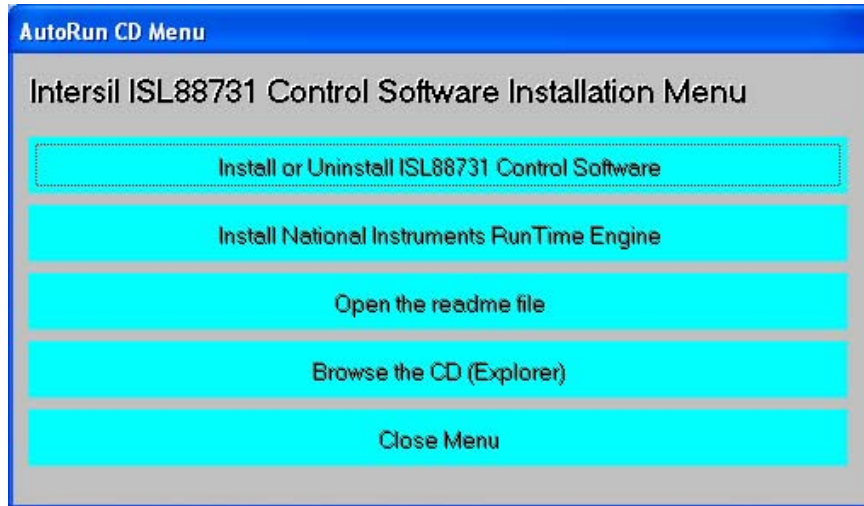 AutoRun CD Menu
Intersil ISL88731 Control Software Installation Menu
Install or Uninstall ISL88731 Control Software
Install National Instruments RunTime Engine
Open the readme file
Browse the CD (Explorer)
Close Menu